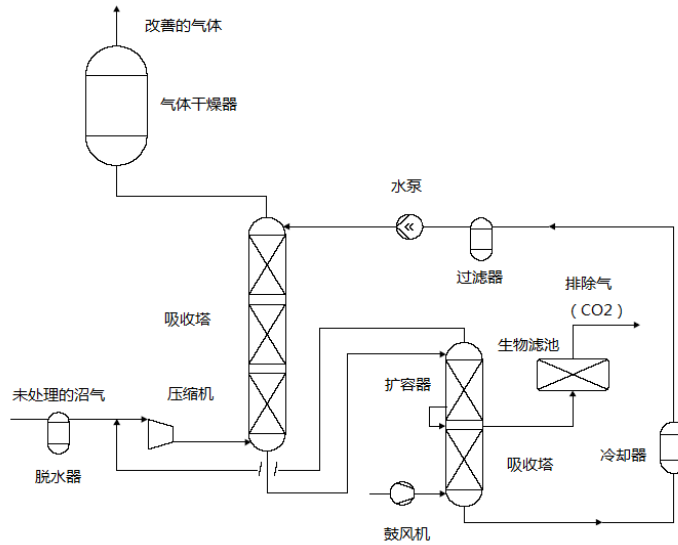 改善的气体
气体干燥器
水泵
过滤器
排除气
（CO2）
吸收塔
生物滤池
扩容器
未处理的沼气
压缩机
脱水器
冷却器
吸收塔
鼓风机